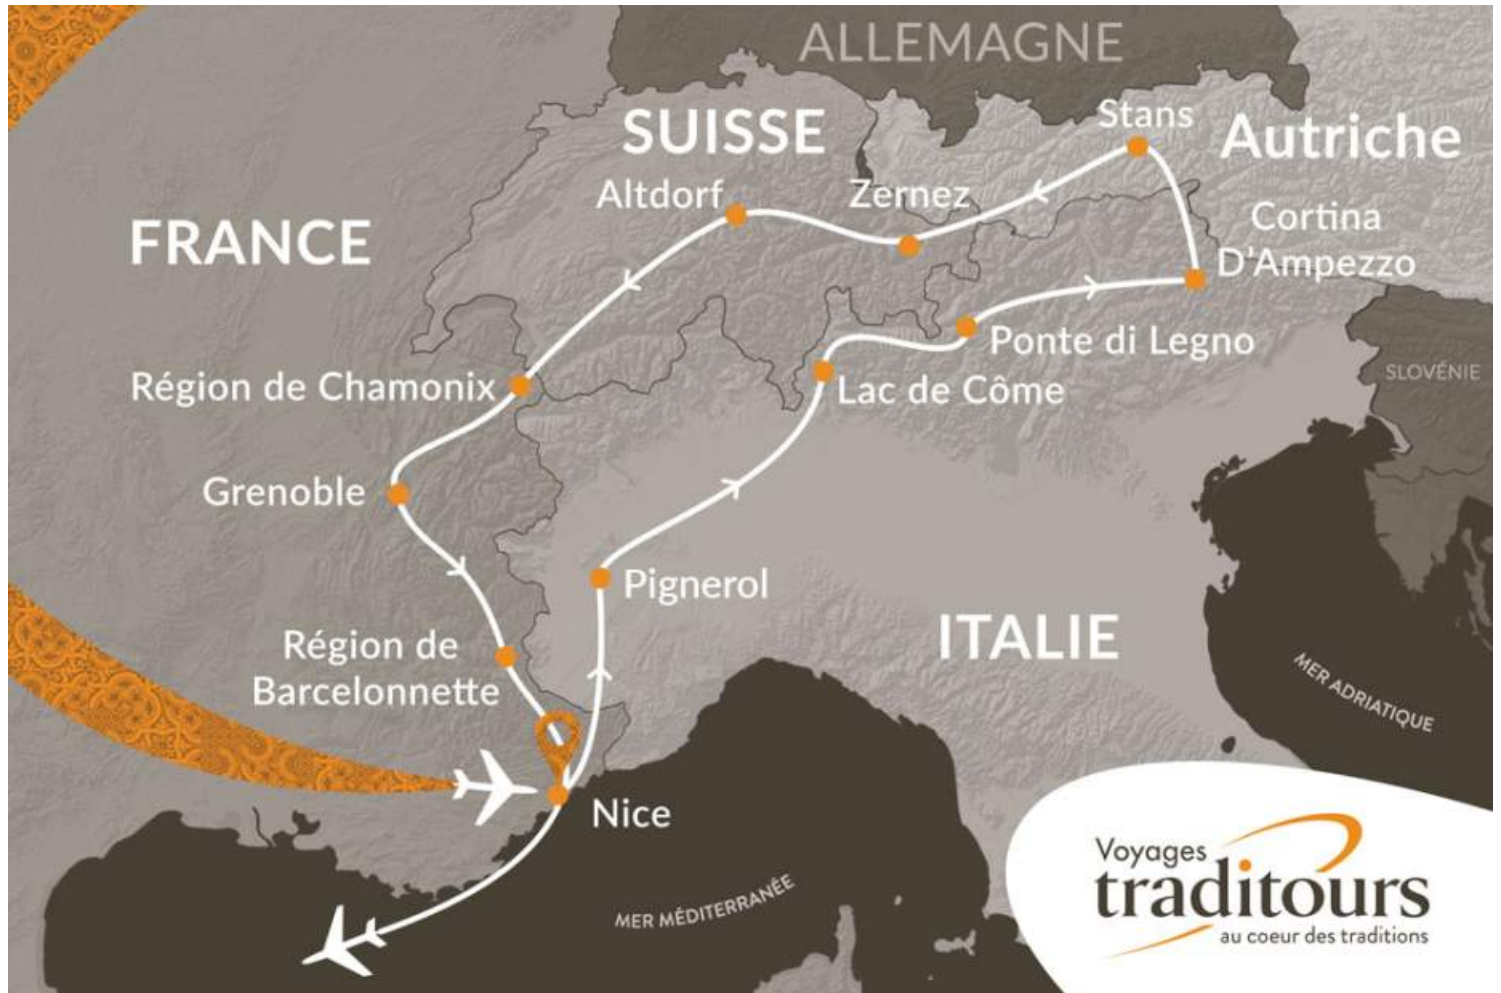 ALLEMAGNE
Stans
SUISSE
Autriche
Altdorf
Zernez
Cortina
D'Ampezzo
FRANCE
Ponte di Legno
SLOVÉNIE
Région de Chamonix
Lac de Côme
Grenoble
Pignerol
ITALIE
Région de
Barcelonnette
MER ADRIATIQUE
Nice
MER MÉDITERRANÉE
Voyages
traditours
au coeur des traditions